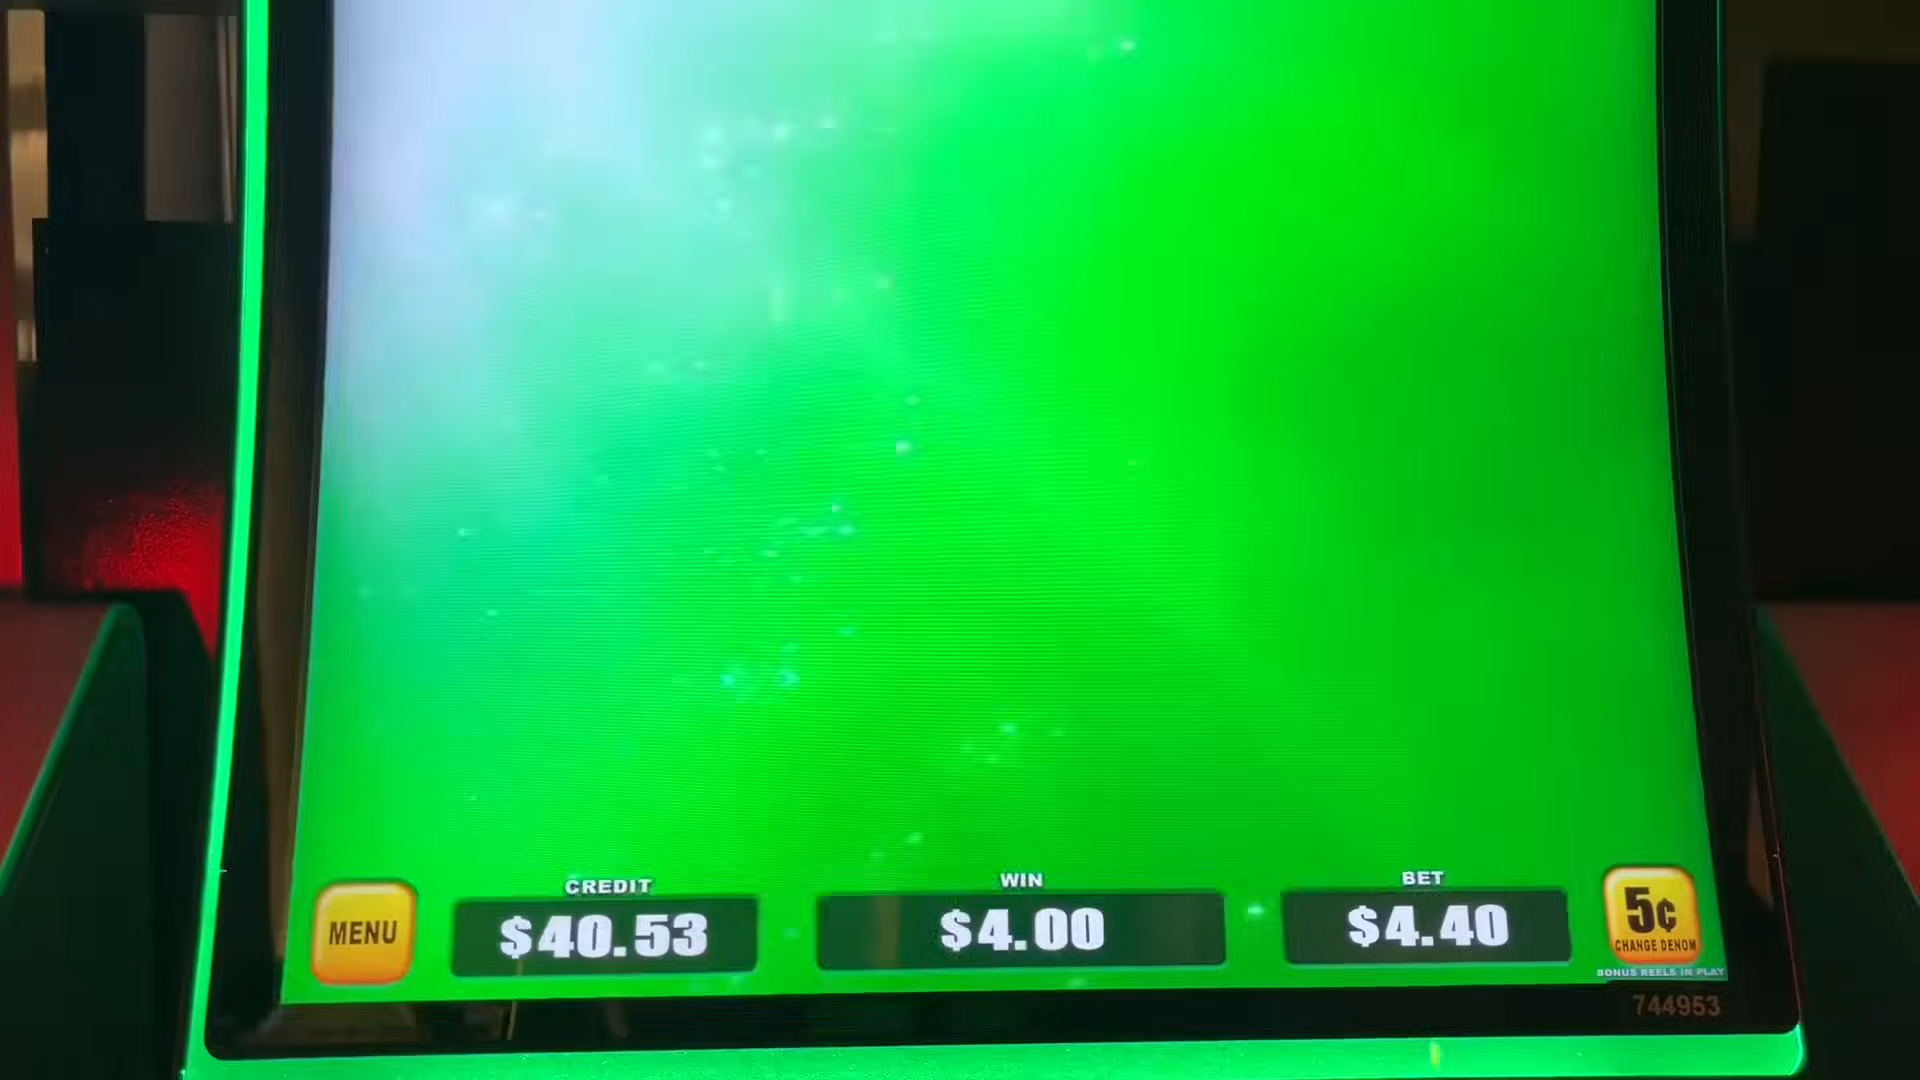 CREDIT
WIN
BET
MENU
$40.53
$4.00
$4.40
5¢
CHANGE DENOM
BONUS REELS IN PLAY
744953